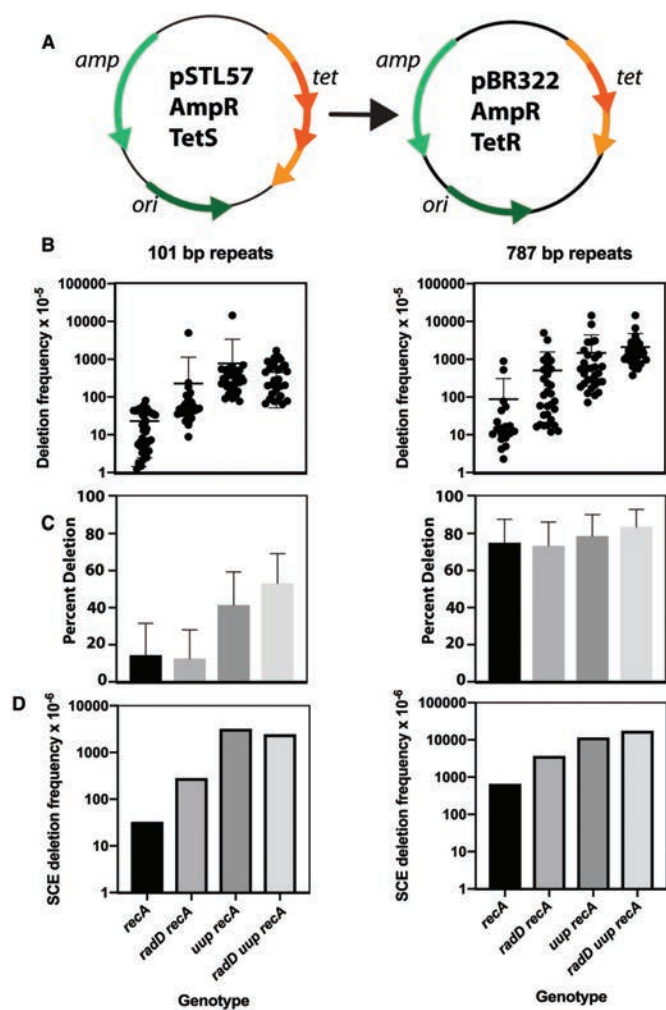 A
amp
pSTL57
AmpR
TetS
tet
ori
amp
pBR322
AmpR
TetR
tet
ori
B
101 bp repeats
787 bp repeats
Deletion frequency x 10-5
100000
10000
1000
100
10
1
Deletion frequency x 10-5
100000
10000
1000
100
10
1
C
Percent Deletion
100
80
60
40
20
0
Percent Deletion
100
80
60
40
20
0
D
SCE deletion frequency x 10-6
10000
1000
100
10
1
SCE deletion frequency x 10-6
100000
10000
1000
100
10
1
recA
radD recA
uup recA
radD uup recA
Genotype
recA
radD recA
uup recA
radD uup recA
Genotype